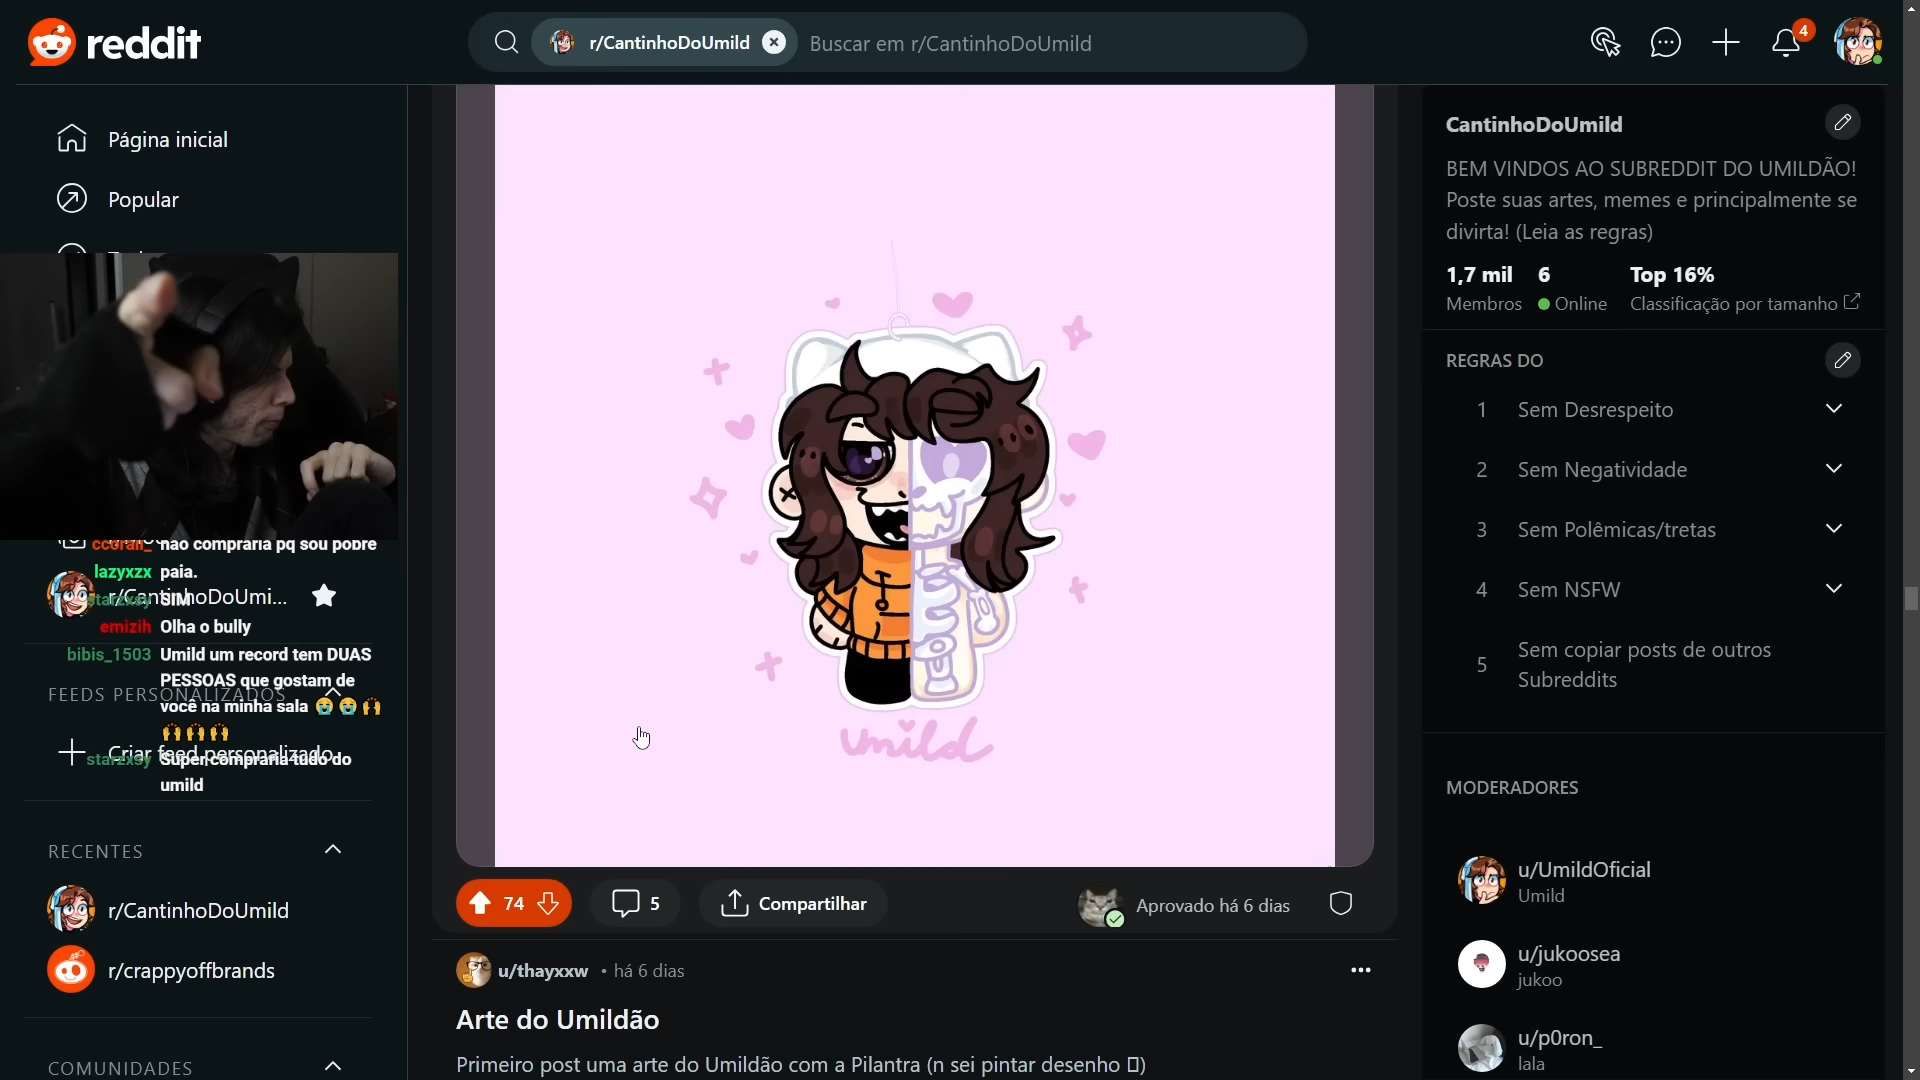 reddit
r/CantinhoDoUmild
Buscar em r/CantinhoDoUmild
4
Página inicial
Popular
não compraria pq sou pobre
lazyxzx paia.
starzxsy SIM
r/CantinhoDoUmi...
emizih Olha o bully
bibis_1503 Umild um record tem DUAS
PESSOAS que gostam de
você na minha sala 😭😭🙌
🙌🙌🙌
FEEDS PERSONALIZADOS
Criar feed personalizado
starzxsy Super compraria tudo do
umild
RECENTES
r/CantinhoDoUmild
r/crappyoffbrands
COMUNIDADES
umild
74
5
Compartilhar
Aprovado há 6 dias
u/thayxxw • há 6 dias
Arte do Umildão
Primeiro post uma arte do Umildão com a Pilantra (n sei pintar desenho )
CantinhoDoUmild
BEM VINDOS AO SUBREDDIT DO UMILDÃO!
Poste suas artes, memes e principalmente se
divirta! (Leia as regras)
1,7 mil 6 Top 16%
Membros Online Classificação por tamanho
REGRAS DO
1 Sem Desrespeito
2 Sem Negatividade
3 Sem Polêmicas/tretas
4 Sem NSFW
5 Sem copiar posts de outros
Subreddits
MODERADORES
u/UmildOficial
Umild
u/jukoosea
jukoo
u/p0ron_
lala